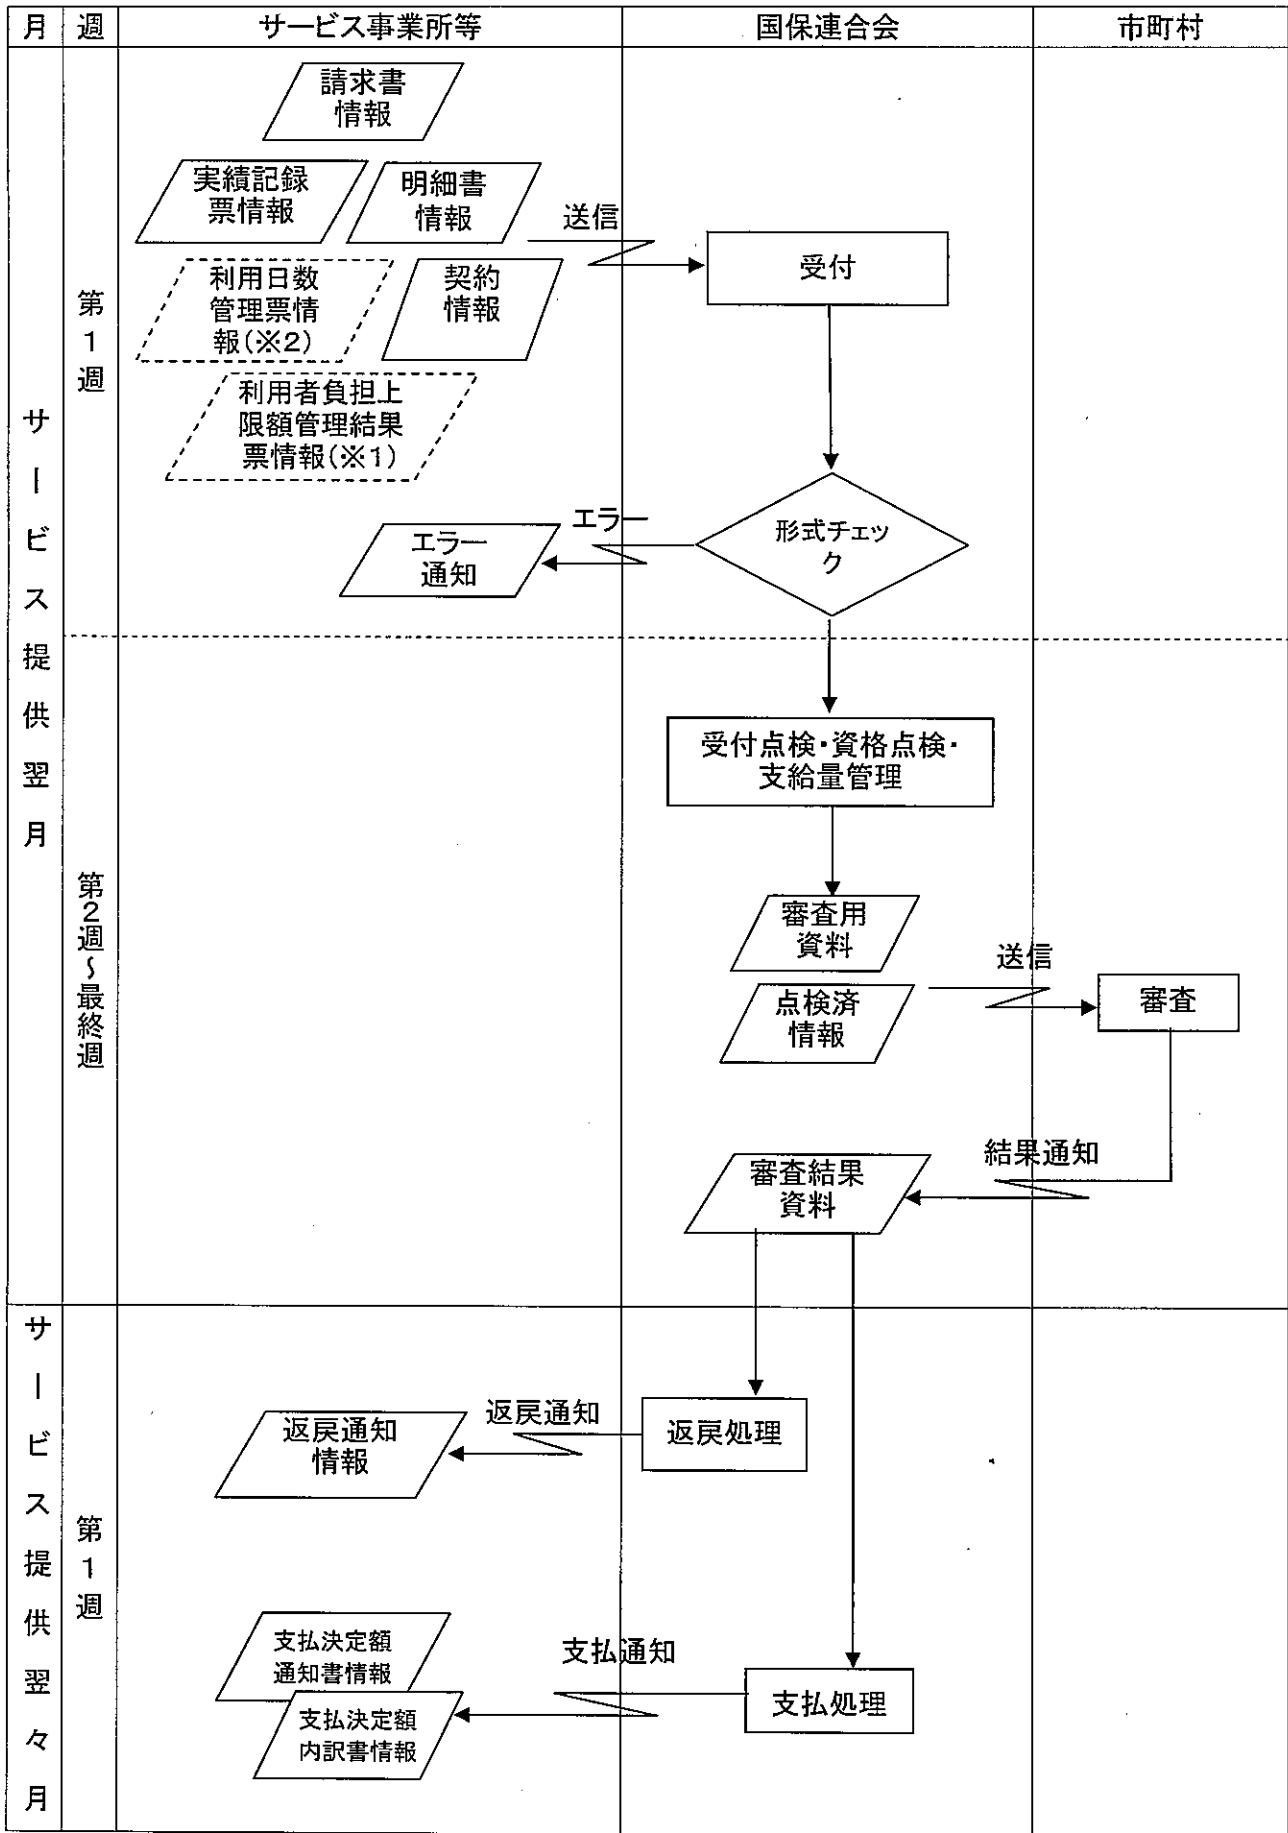 月
週
サービス事業所等
国保連合会
市町村
サービス提供翌月
第1週
請求書
情報
実績記録
票情報
明細書
情報
送信
受付
利用日数
管理票情
報(※2)
契約
情報
利用者負担上
限額管理結果
票情報(※1)
エラー
エラー
通知
形式チェッ
ク
第2週～最終週
受付点検・資格点検・
支給量管理
審査用
資料
点検済
情報
送信
審査
結果通知
審査結果
資料
サービス提供翌々月
第1週
返戻処理
返戻通知
返戻通知
情報
支払処理
支払通知
支払決定額
通知書情報
支払決定額
内訳書情報